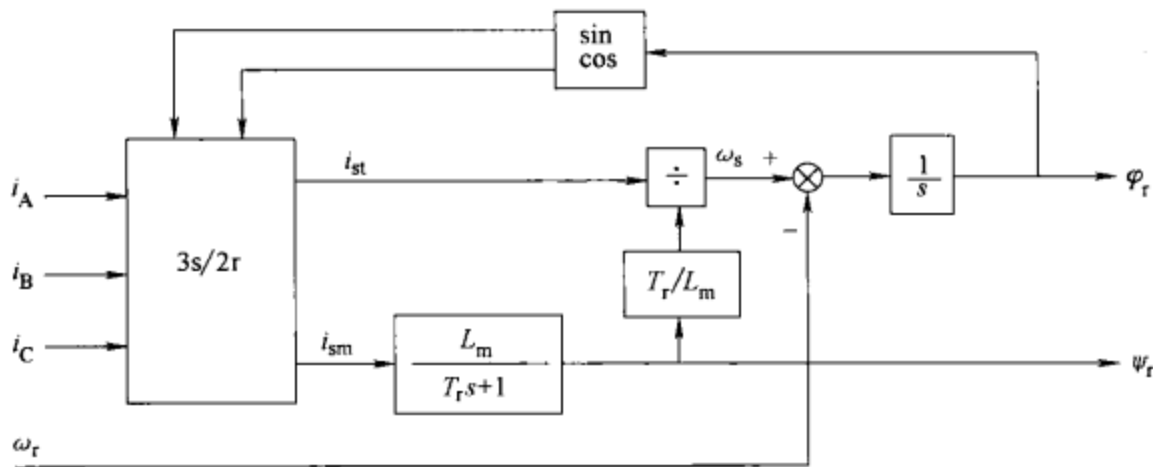 sin
cos
i_A
i_B
i_C
3s/2r
i_st
i_sm
L_m
T_r s+1
÷
T_r/L_m
ω_s
+
−
1
s
φ_r
ψ_r
ω_r